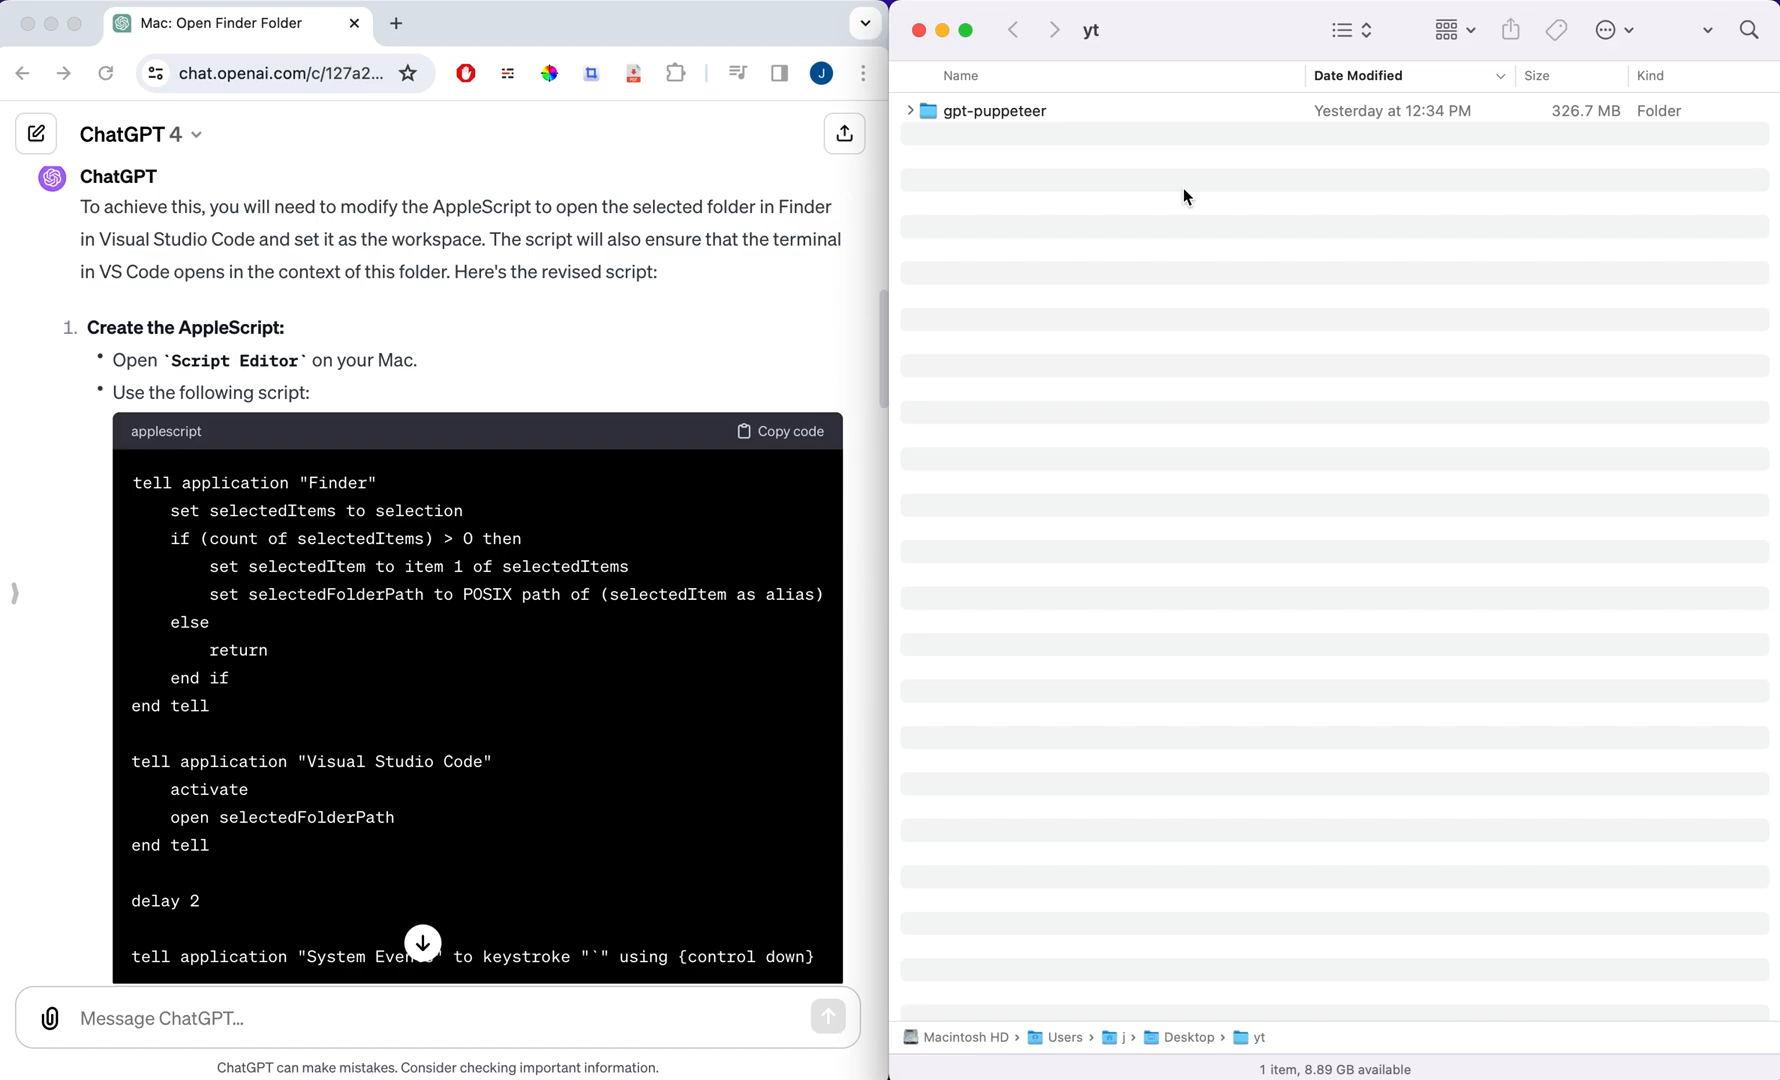 Mac: Open Finder Folder
chat.openai.com/c/127a2...
J
ChatGPT 4
ChatGPT
To achieve this, you will need to modify the AppleScript to open the selected folder in Finder
in Visual Studio Code and set it as the workspace. The script will also ensure that the terminal
in VS Code opens in the context of this folder. Here's the revised script:
1. Create the AppleScript:
• Open `Script Editor` on your Mac.
• Use the following script:
applescript
Copy code
tell application "Finder"
set selectedItems to selection
if (count of selectedItems) > 0 then
set selectedItem to item 1 of selectedItems
set selectedFolderPath to POSIX path of (selectedItem as alias)
else
return
end if
end tell
tell application "Visual Studio Code"
activate
open selectedFolderPath
end tell
delay 2
tell application "System Events" to keystroke "`" using {control down}
Message ChatGPT...
ChatGPT can make mistakes. Consider checking important information.
yt
Name Date Modified Size Kind
gpt-puppeteer Yesterday at 12:34 PM 326.7 MB Folder
Macintosh HD › Users › j › Desktop › yt
1 item, 8.89 GB available